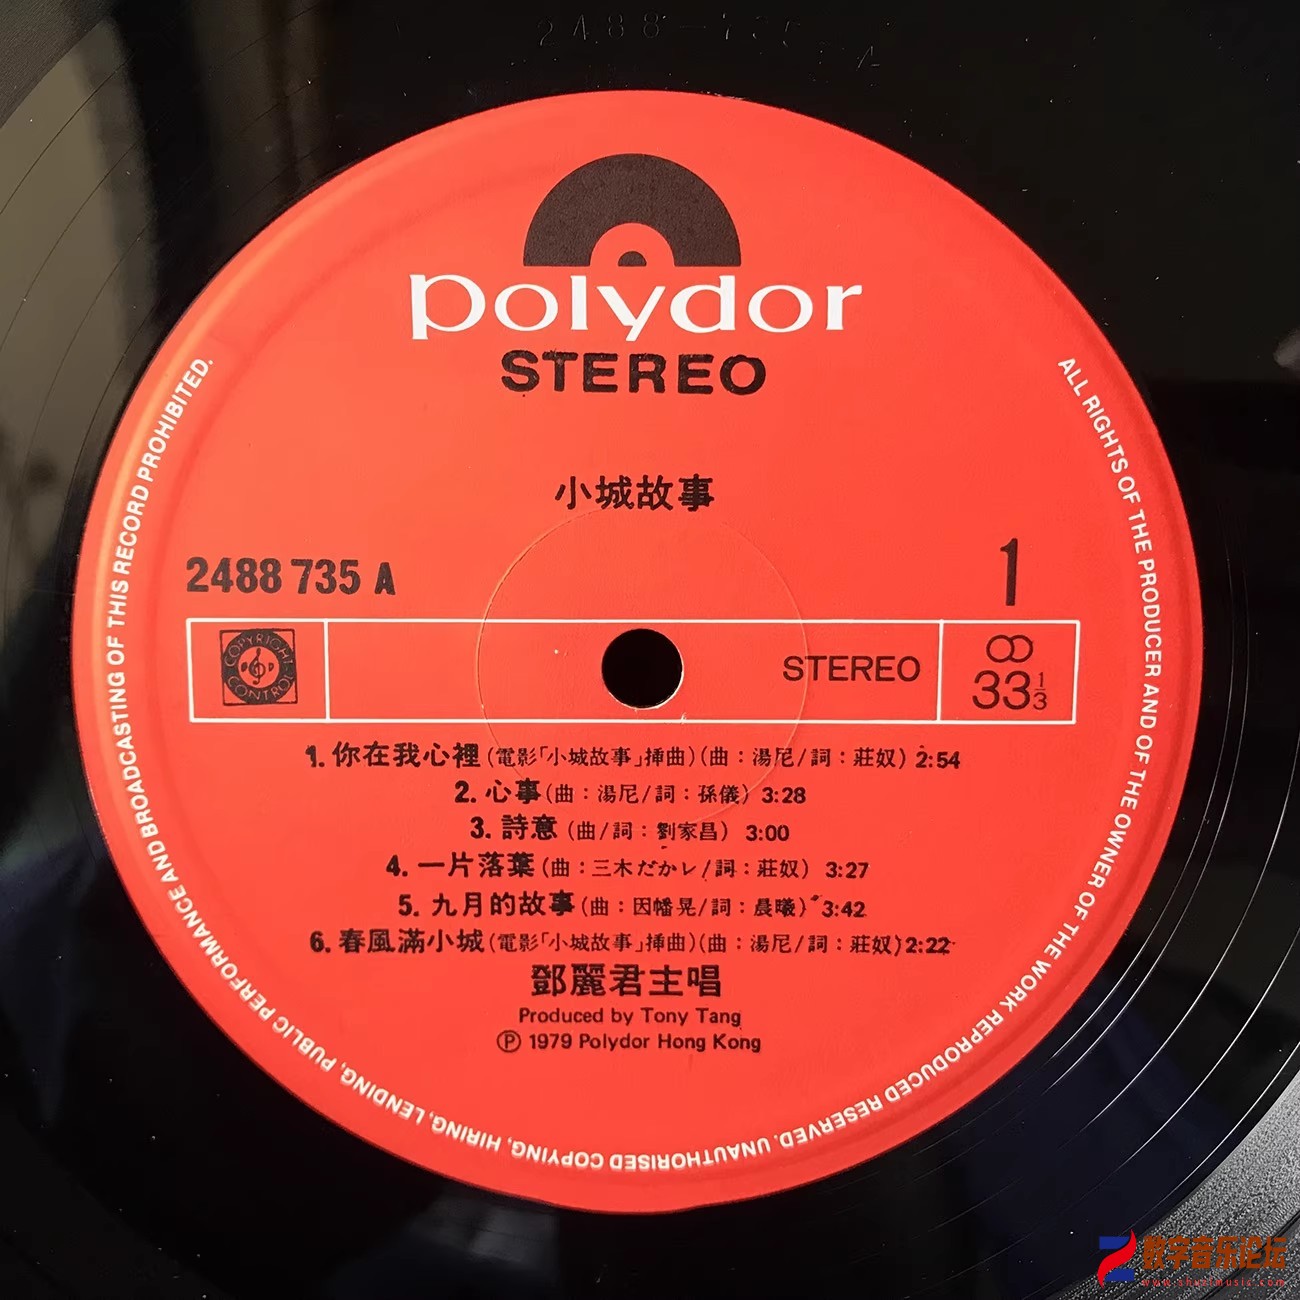 polydor
STEREO
小城故事
2488 735 A
1
COPYRIGHT CONTROL
STEREO
33 1/3
1. 你在我心裡 (電影「小城故事」挿曲) (曲：湯尼/詞：莊奴) 2:54
2. 心事 (曲：湯尼/詞：孫儀) 3:28
3. 詩意 (曲/詞：劉家昌) 3:00
4. 一片落葉 (曲：三木だかレ/詞：莊奴) 3:27
5. 九月的故事 (曲：因幡晃/詞：晨曦) 3:42
6. 春風滿小城 (電影「小城故事」挿曲) (曲：湯尼/詞：莊奴) 2:22
鄧麗君主唱
Produced by Tony Tang
Ⓟ 1979 Polydor Hong Kong
ALL RIGHTS OF THE PRODUCER AND OF THE OWNER OF THE WORK REPRODUCED RESERVED. UNAUTHORISED COPYING, HIRING, LENDING, PUBLIC PERFORMANCE AND BROADCASTING OF THIS RECORD PROHIBITED.
数字音乐论坛